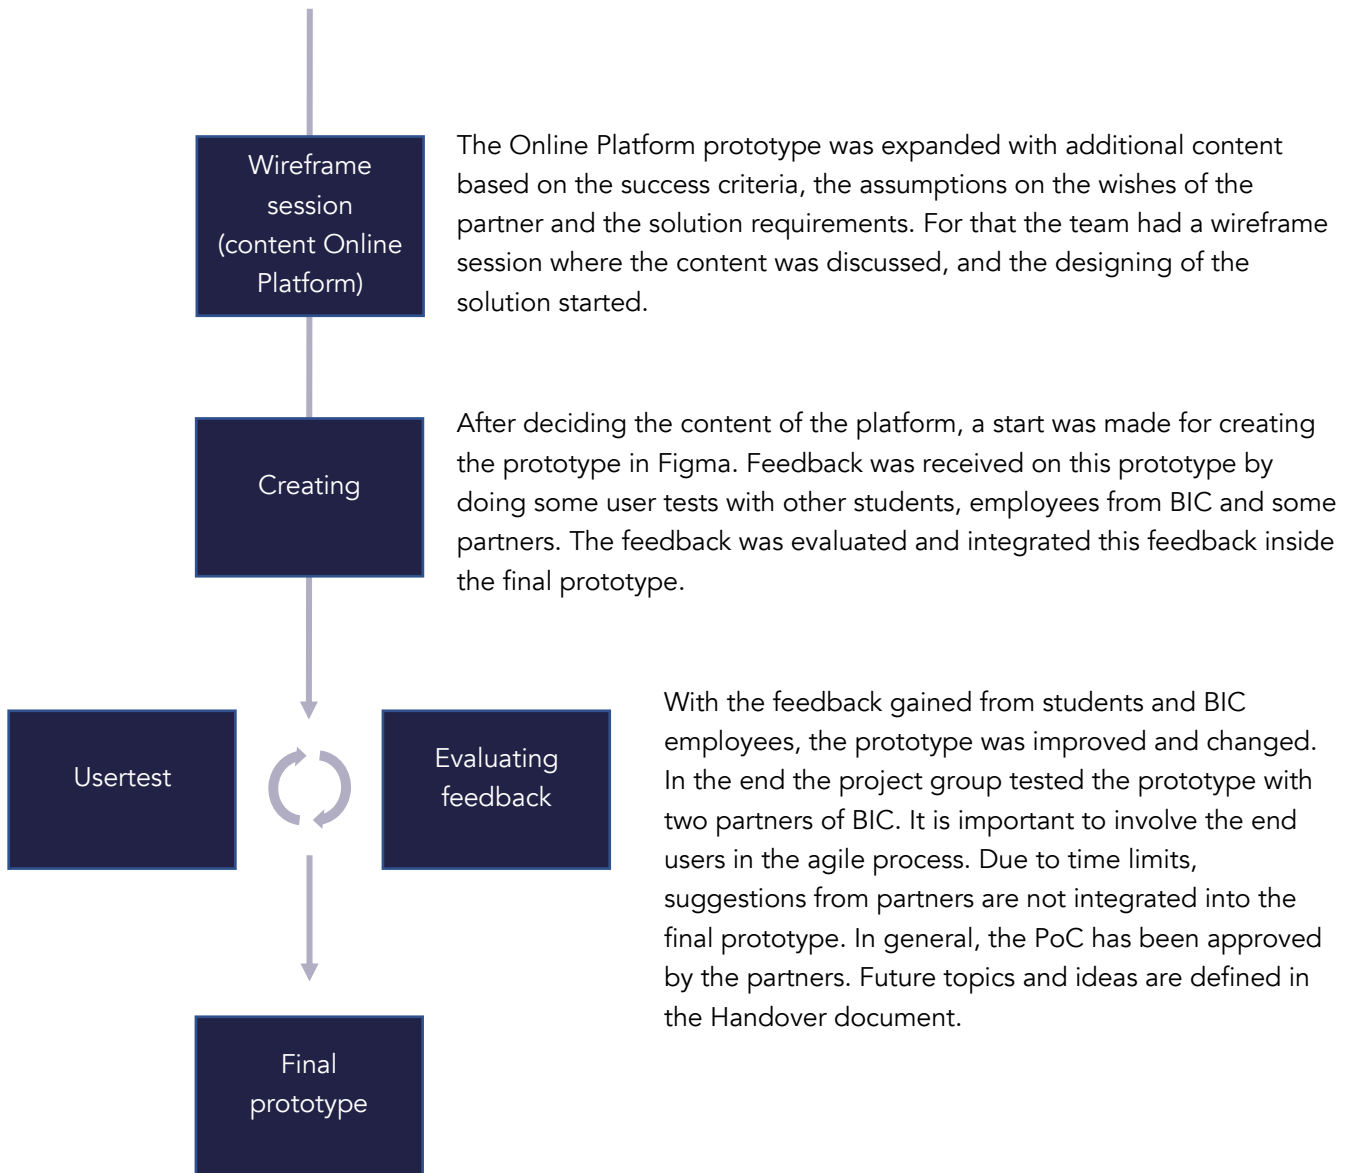 Wireframe
session
(content Online
Platform)
The Online Platform prototype was expanded with additional content
based on the success criteria, the assumptions on the wishes of the
partner and the solution requirements. For that the team had a wireframe
session where the content was discussed, and the designing of the
solution started.
Creating
After deciding the content of the platform, a start was made for creating
the prototype in Figma. Feedback was received on this prototype by
doing some user tests with other students, employees from BIC and some
partners. The feedback was evaluated and integrated this feedback inside
the final prototype.
Usertest
Evaluating
feedback
With the feedback gained from students and BIC
employees, the prototype was improved and changed.
In the end the project group tested the prototype with
two partners of BIC. It is important to involve the end
users in the agile process. Due to time limits,
suggestions from partners are not integrated into the
final prototype. In general, the PoC has been approved
by the partners. Future topics and ideas are defined in
the Handover document.
Final
prototype